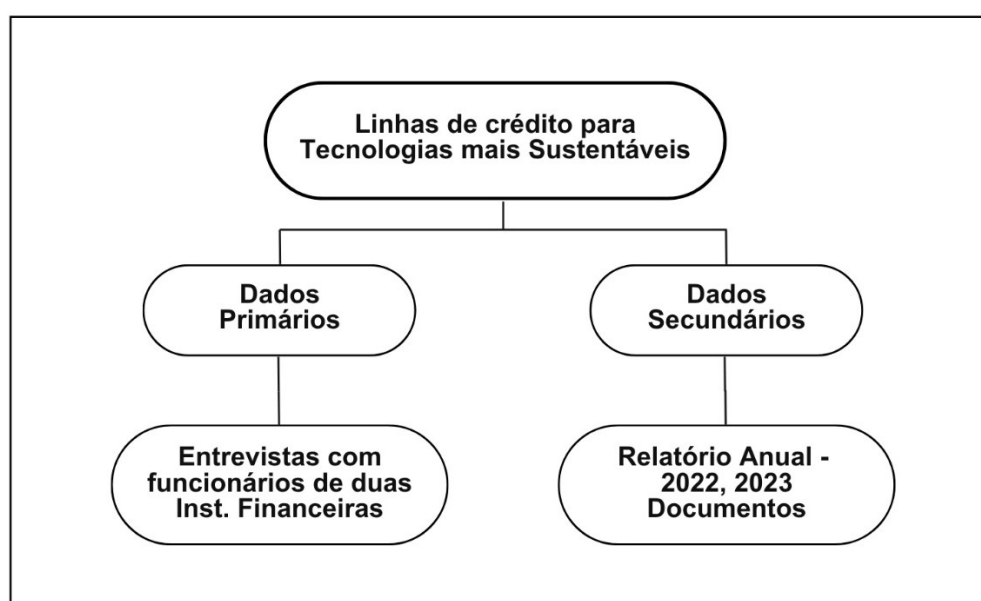 Linhas de crédito para
Tecnologias mais Sustentáveis
Dados
Primários
Dados
Secundários
Entrevistas com
funcionários de duas
Inst. Financeiras
Relatório Anual -
2022, 2023
Documentos